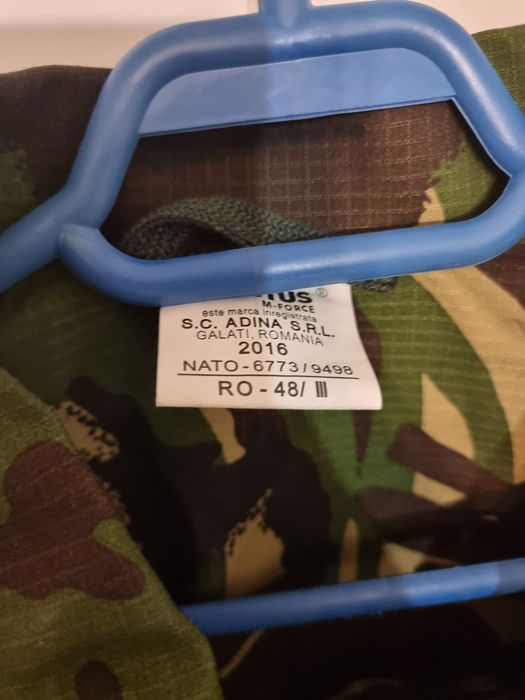 M-FORCE
este marca inregistrata
S.C. ADINA S.R.L.
GALATI, ROMANIA
2016
NATO-6773/9498
RO - 48/ III